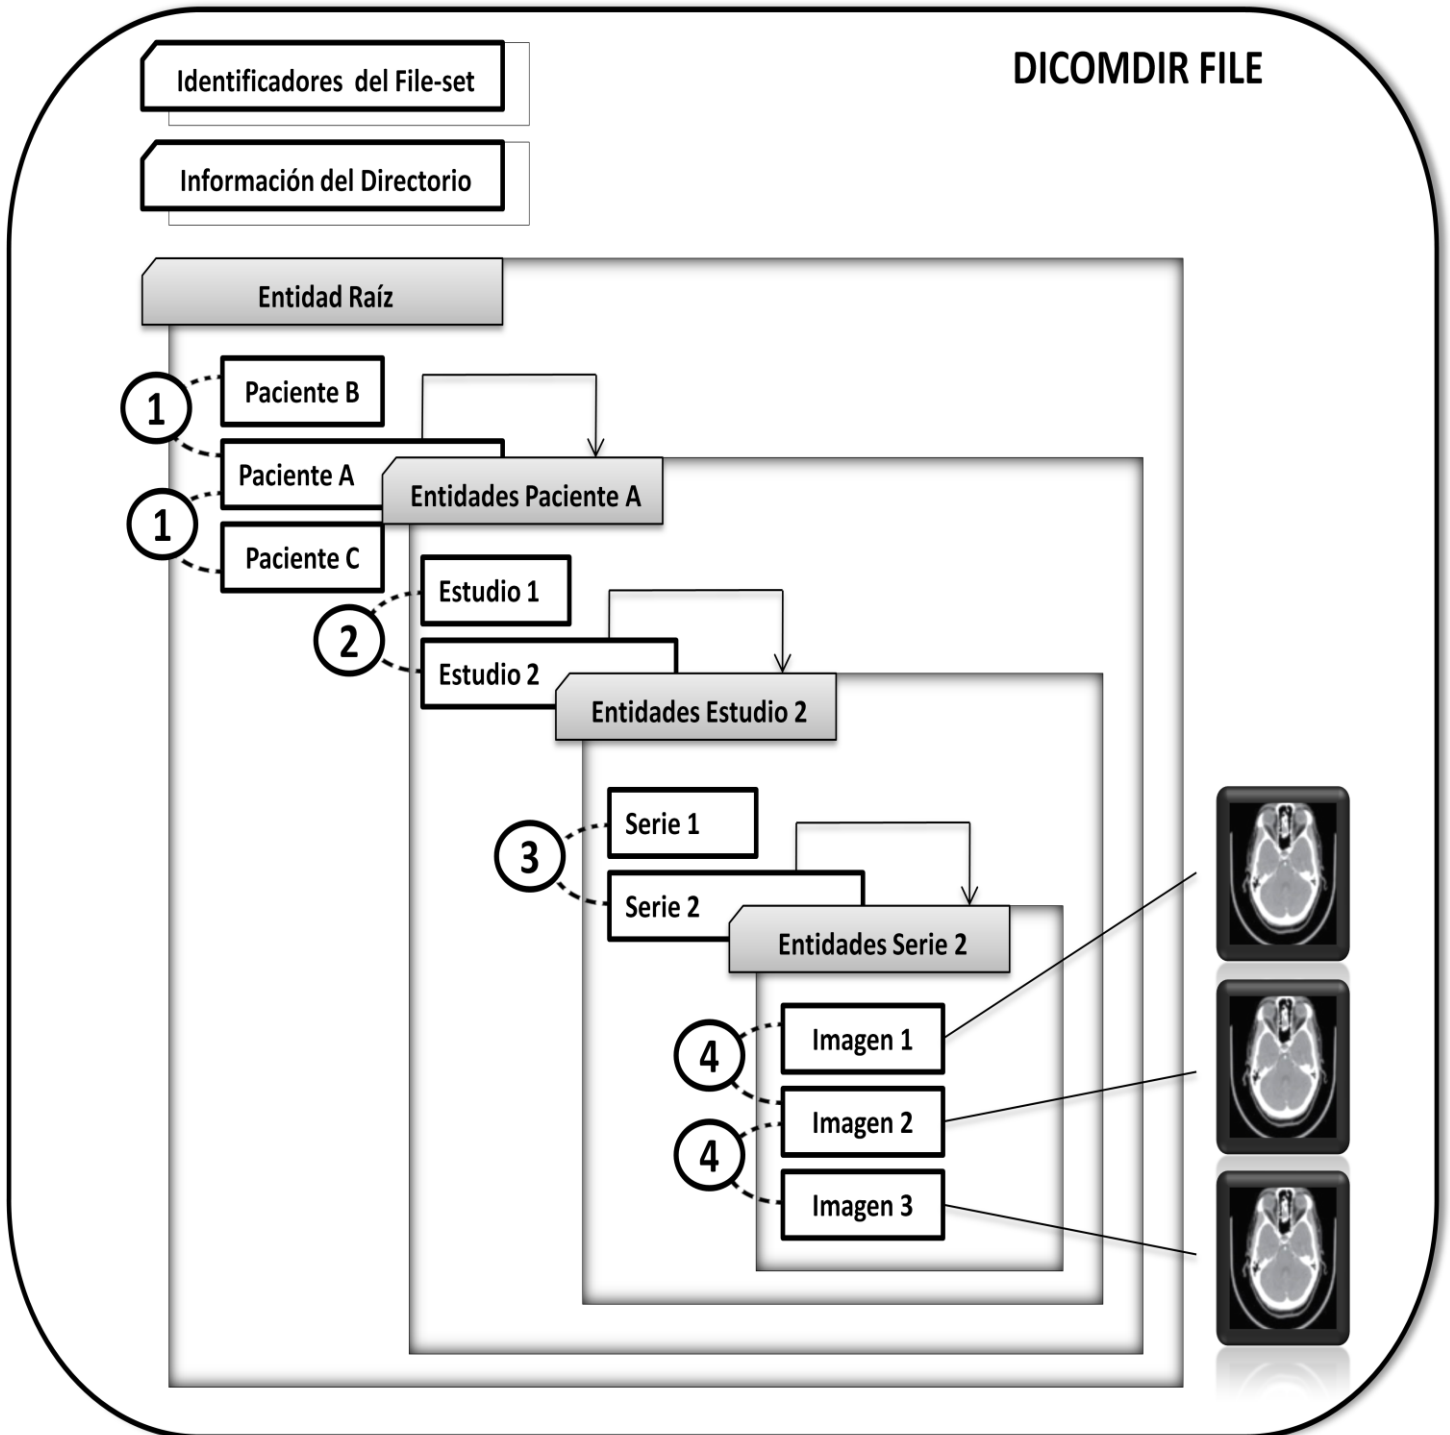 DICOMDIR FILE
Identificadores del File-set
Información del Directorio
Entidad Raíz
1
Paciente B
Paciente A
1
Paciente C
Entidades Paciente A
2
Estudio 1
Estudio 2
Entidades Estudio 2
3
Serie 1
Serie 2
Entidades Serie 2
4
Imagen 1
Imagen 2
4
Imagen 3